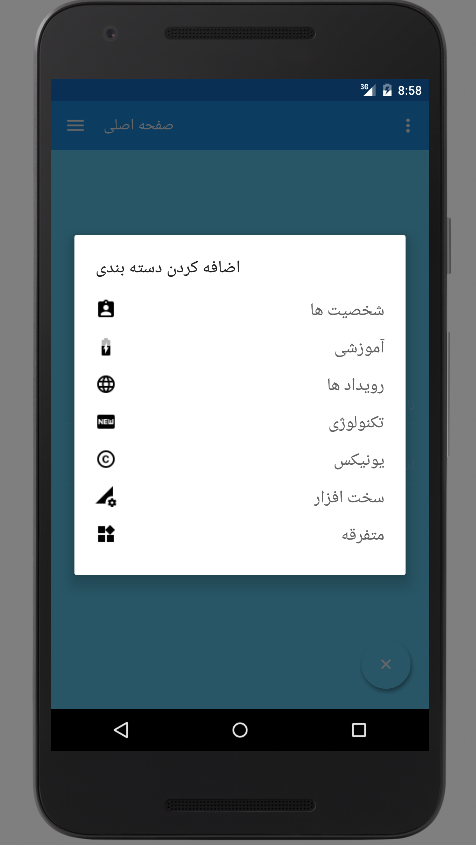 3G 8:58
صفحه اصلی
اضافه کردن دسته بندی
شخصیت ها
آموزشی
رویداد ها
NEW تکنولوژی
© یونیکس
سخت افزار
متفرقه